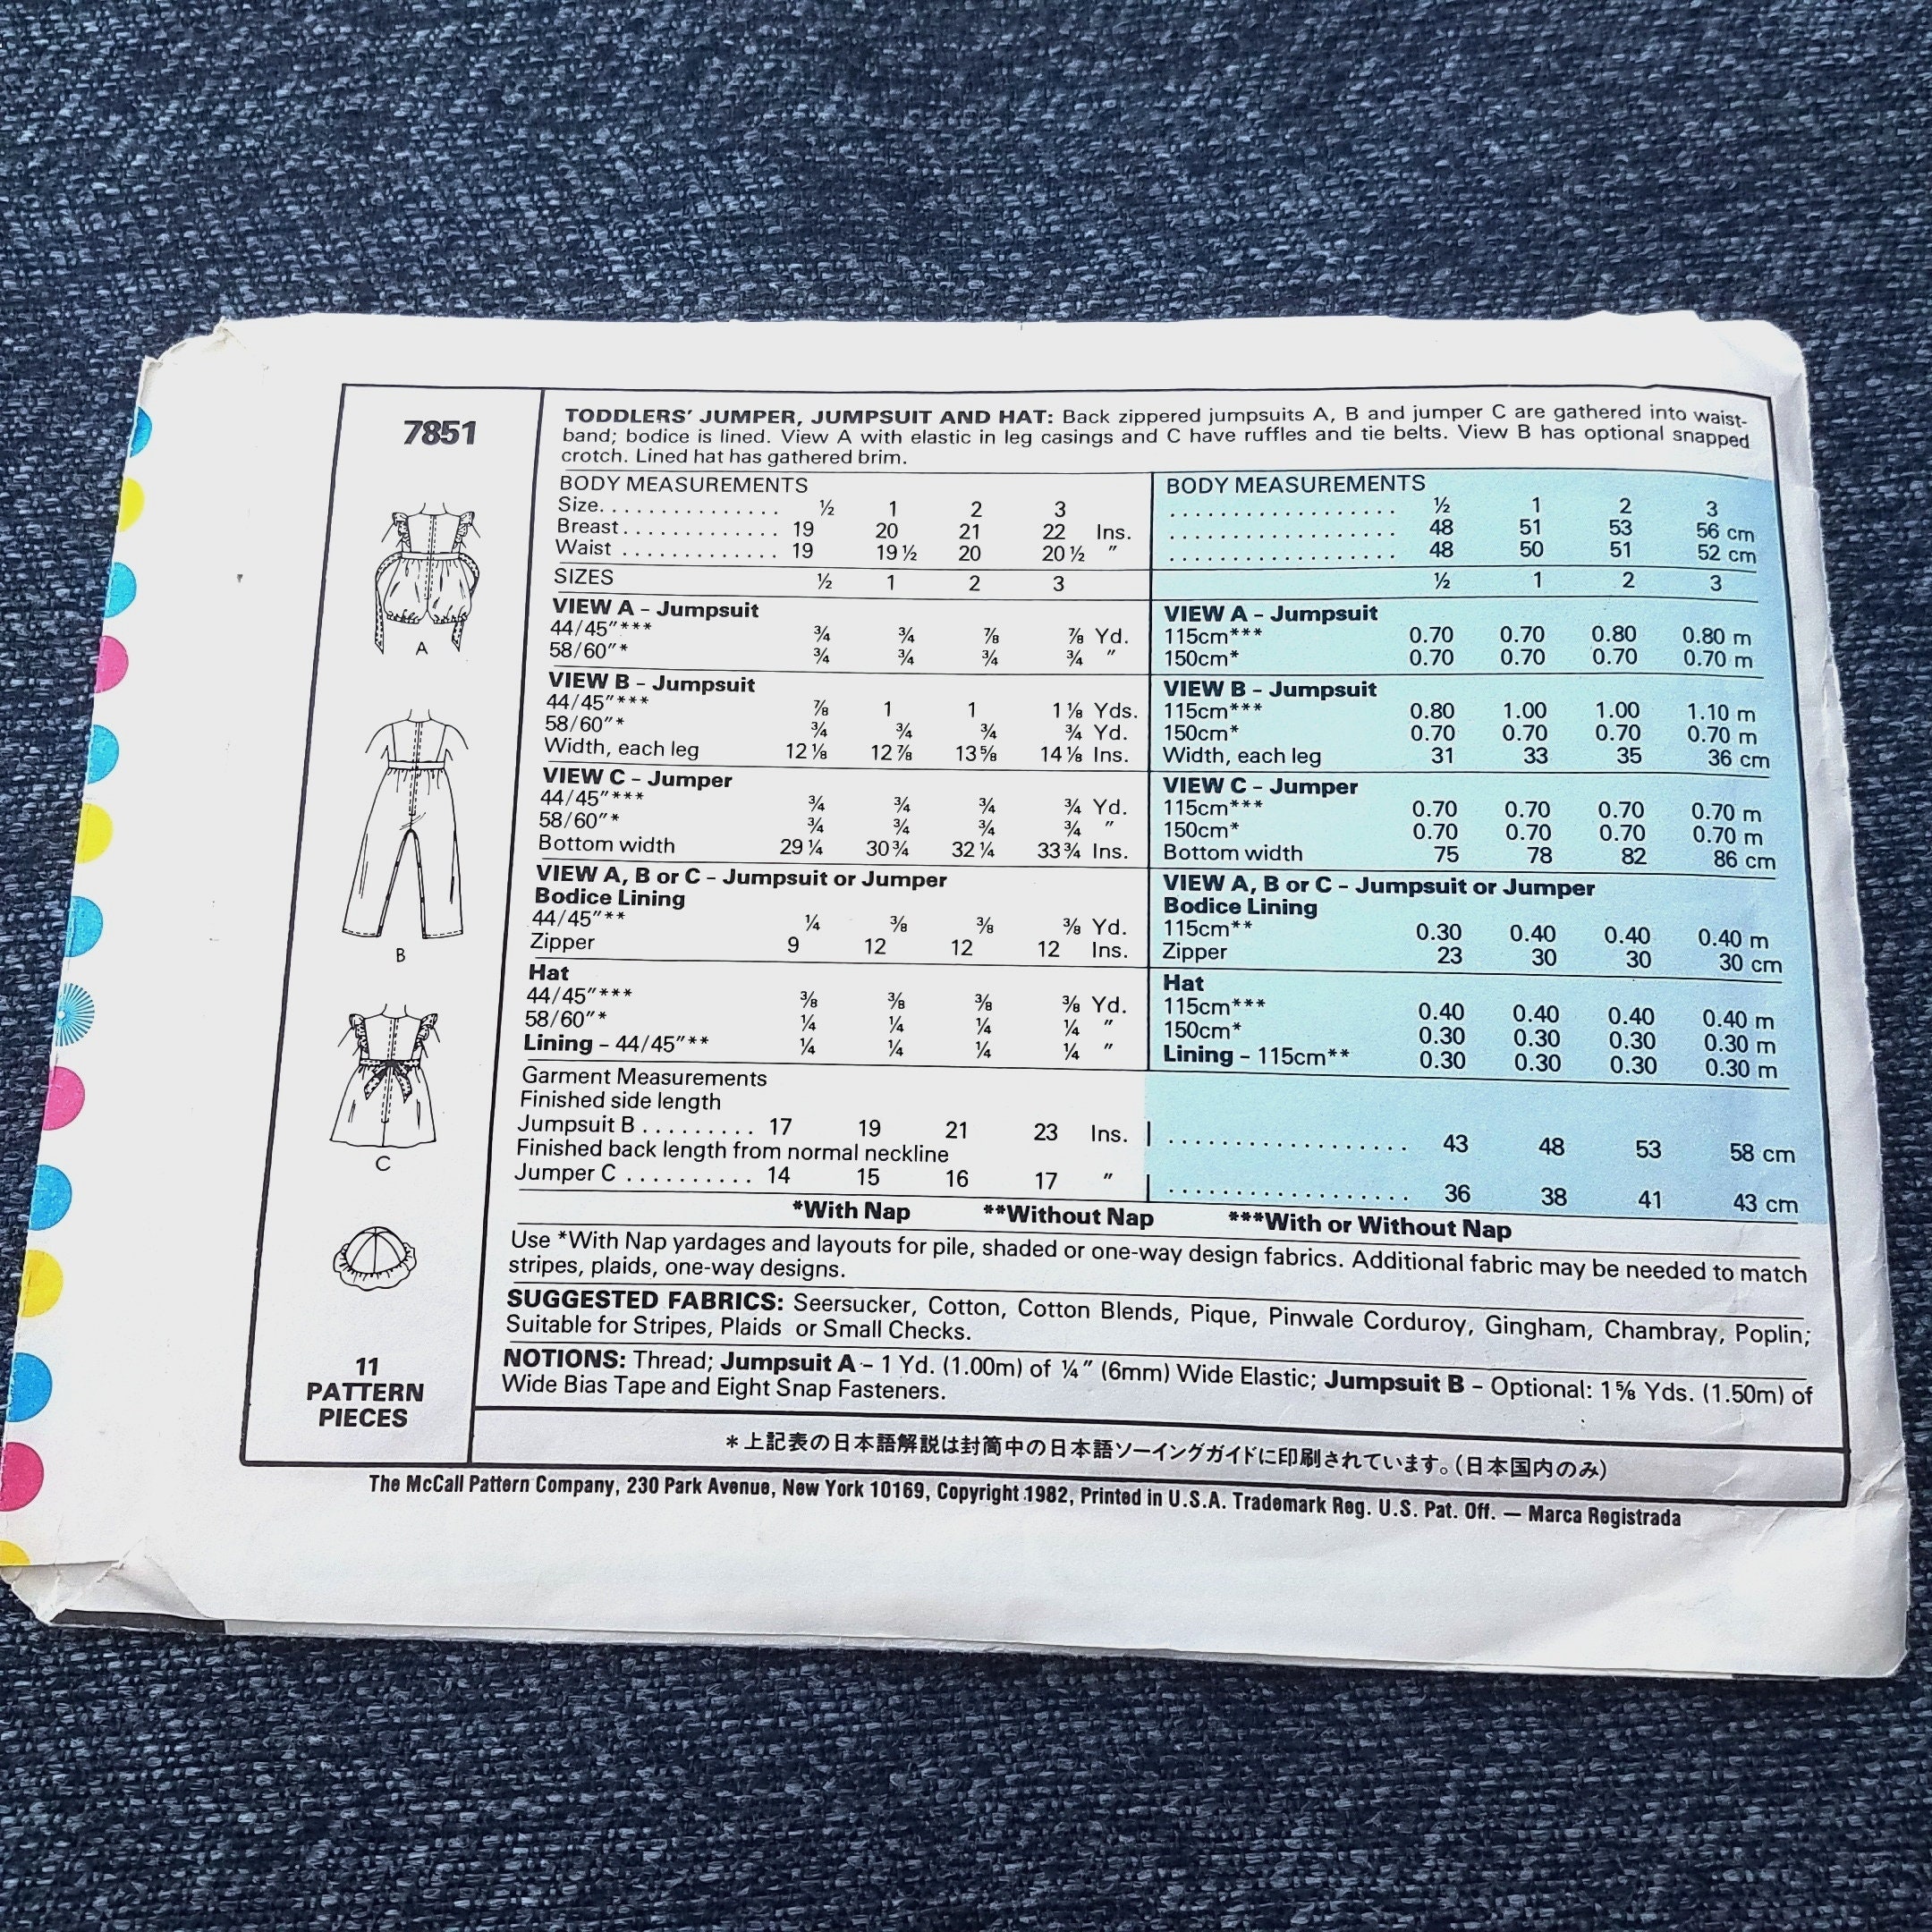 7851
A
B
C
11
PATTERN
PIECES
TODDLERS' JUMPER, JUMPSUIT AND HAT: Back zippered jumpsuits A, B and jumper C are gathered into waist-
band; bodice is lined. View A with elastic in leg casings and C have ruffles and tie belts. View B has optional snapped
crotch. Lined hat has gathered brim.
BODY MEASUREMENTS
Size............... ½ 1 2 3
Breast............. 19 20 21 22 Ins.
Waist ............. 19 19½ 20 20½ "
SIZES ½ 1 2 3
VIEW A – Jumpsuit
44/45"*** ¾ ¾ ⅞ ⅞ Yd.
58/60"* ¾ ¾ ¾ ¾ "
VIEW B – Jumpsuit
44/45"*** ⅞ 1 1 1⅛ Yds.
58/60"* ¾ ¾ ¾ ¾ Yd.
Width, each leg 12⅛ 12⅞ 13⅝ 14⅛ Ins.
VIEW C – Jumper
44/45"*** ¾ ¾ ¾ ¾ Yd.
58/60"* ¾ ¾ ¾ ¾ "
Bottom width 29¼ 30¾ 32¼ 33¾ Ins.
VIEW A, B or C – Jumpsuit or Jumper
Bodice Lining
44/45"** ¼ ⅜ ⅜ ⅜ Yd.
Zipper 9 12 12 12 Ins.
Hat
44/45"*** ⅜ ⅜ ⅜ ⅜ Yd.
58/60"* ¼ ¼ ¼ ¼ "
Lining – 44/45"** ¼ ¼ ¼ ¼ "
Garment Measurements
Finished side length
Jumpsuit B ......... 17 19 21 23 Ins.
Finished back length from normal neckline
Jumper C .......... 14 15 16 17 "
BODY MEASUREMENTS
................... ½ 1 2 3
................... 48 51 53 56 cm
................... 48 50 51 52 cm
½ 1 2 3
VIEW A – Jumpsuit
115cm*** 0.70 0.70 0.80 0.80 m
150cm* 0.70 0.70 0.70 0.70 m
VIEW B – Jumpsuit
115cm*** 0.80 1.00 1.00 1.10 m
150cm* 0.70 0.70 0.70 0.70 m
Width, each leg 31 33 35 36 cm
VIEW C – Jumper
115cm*** 0.70 0.70 0.70 0.70 m
150cm* 0.70 0.70 0.70 0.70 m
Bottom width 75 78 82 86 cm
VIEW A, B or C – Jumpsuit or Jumper
Bodice Lining
115cm** 0.30 0.40 0.40 0.40 m
Zipper 23 30 30 30 cm
Hat
115cm*** 0.40 0.40 0.40 0.40 m
150cm* 0.30 0.30 0.30 0.30 m
Lining – 115cm** 0.30 0.30 0.30 0.30 m
................... 43 48 53 58 cm
................... 36 38 41 43 cm
*With Nap **Without Nap ***With or Without Nap
Use *With Nap yardages and layouts for pile, shaded or one-way design fabrics. Additional fabric may be needed to match
stripes, plaids, one-way designs.
SUGGESTED FABRICS: Seersucker, Cotton, Cotton Blends, Pique, Pinwale Corduroy, Gingham, Chambray, Poplin;
Suitable for Stripes, Plaids or Small Checks.
NOTIONS: Thread; Jumpsuit A – 1 Yd. (1.00m) of ¼" (6mm) Wide Elastic; Jumpsuit B – Optional: 1⅝ Yds. (1.50m) of
Wide Bias Tape and Eight Snap Fasteners.
*上記表の日本語解説は封筒中の日本語ソーイングガイドに印刷されています。(日本国内のみ)
The McCall Pattern Company, 230 Park Avenue, New York 10169, Copyright 1982, Printed in U.S.A. Trademark Reg. U.S. Pat. Off. — Marca Registrada